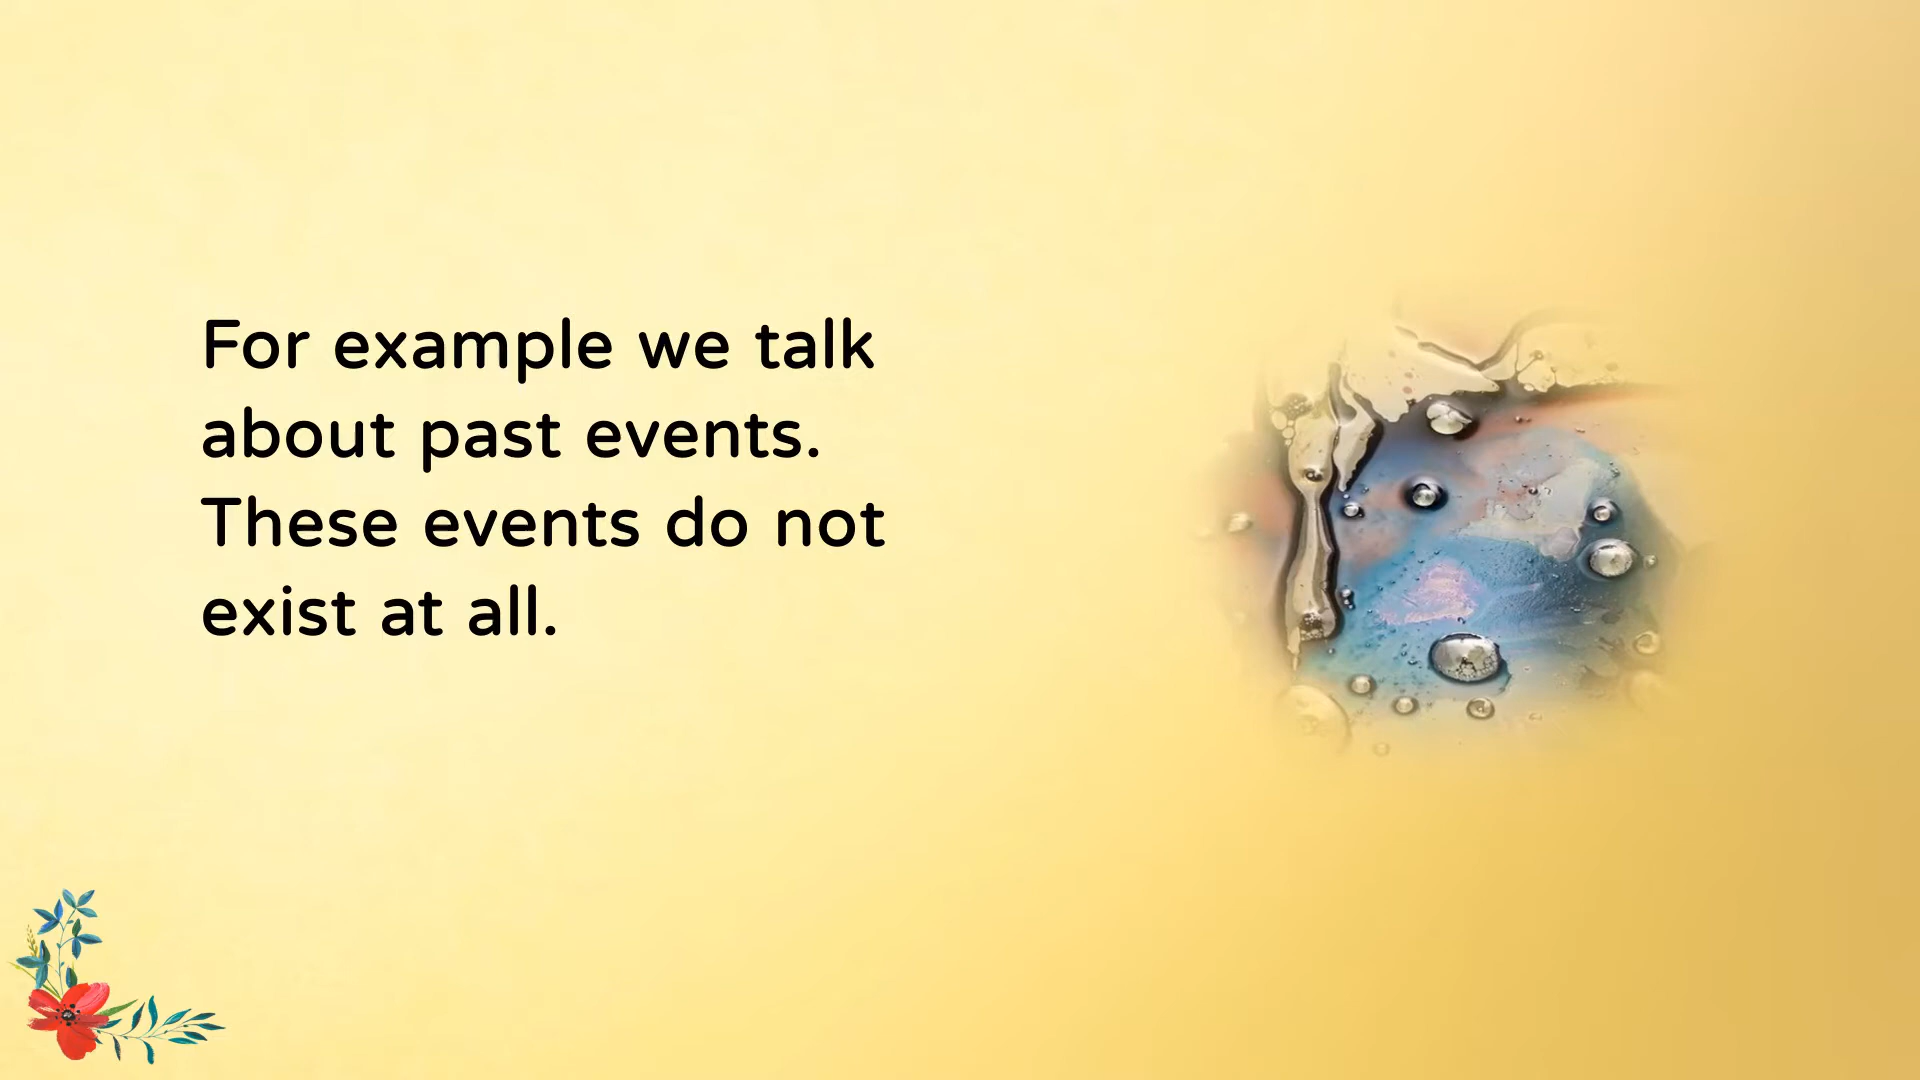 For example we talk
about past events.
These events do not
exist at all.